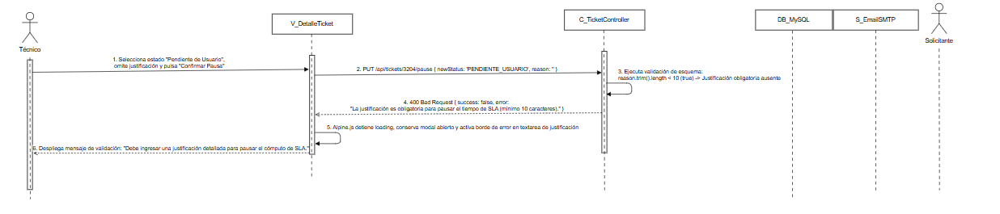 Técnico
V_DetalleTicket
C_TicketController
DB_MySQL
S_EmailSMTP
Solicitante
1. Selecciona estado "Pendiente de Usuario",
omite justificación y pulsa "Confirmar Pausa"
2. PUT /api/tickets/3204/pause { newStatus: 'PENDIENTE_USUARIO', reason: '' }
3. Ejecuta validación de esquema:
reason.trim().length < 10 (true) -> Justificación obligatoria ausente
4. 400 Bad Request { success: false, error:
"La justificación es obligatoria para pausar el tiempo de SLA (mínimo 10 caracteres)." }
5. Alpine.js detiene loading, conserva modal abierto y activa borde de error en textarea de justificación
6. Despliega mensaje de validación: "Debe ingresar una justificación detallada para pausar el cómputo de SLA."